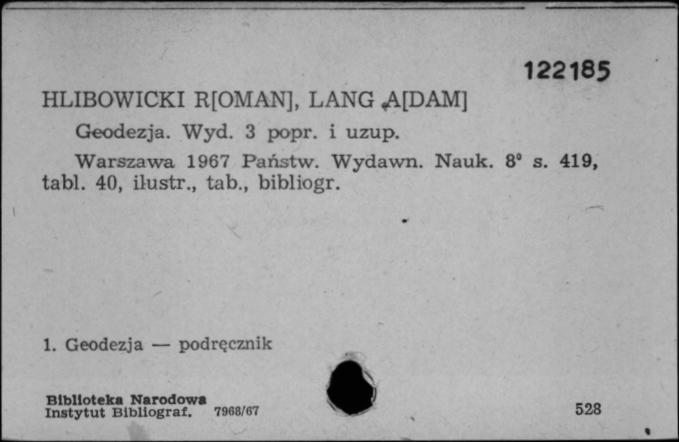 122185
HLIBOWICKI R[OMAN], LANG A[DAM]
Geodezja. Wyd. 3 popr. i uzup.
Warszawa 1967 Państw. Wydawn. Nauk. 8° s. 419,
tabl. 40, ilustr., tab., bibliogr.
1. Geodezja — podręcznik
Biblioteka Narodowa
Instytut Bibliograf. 7968/67
528